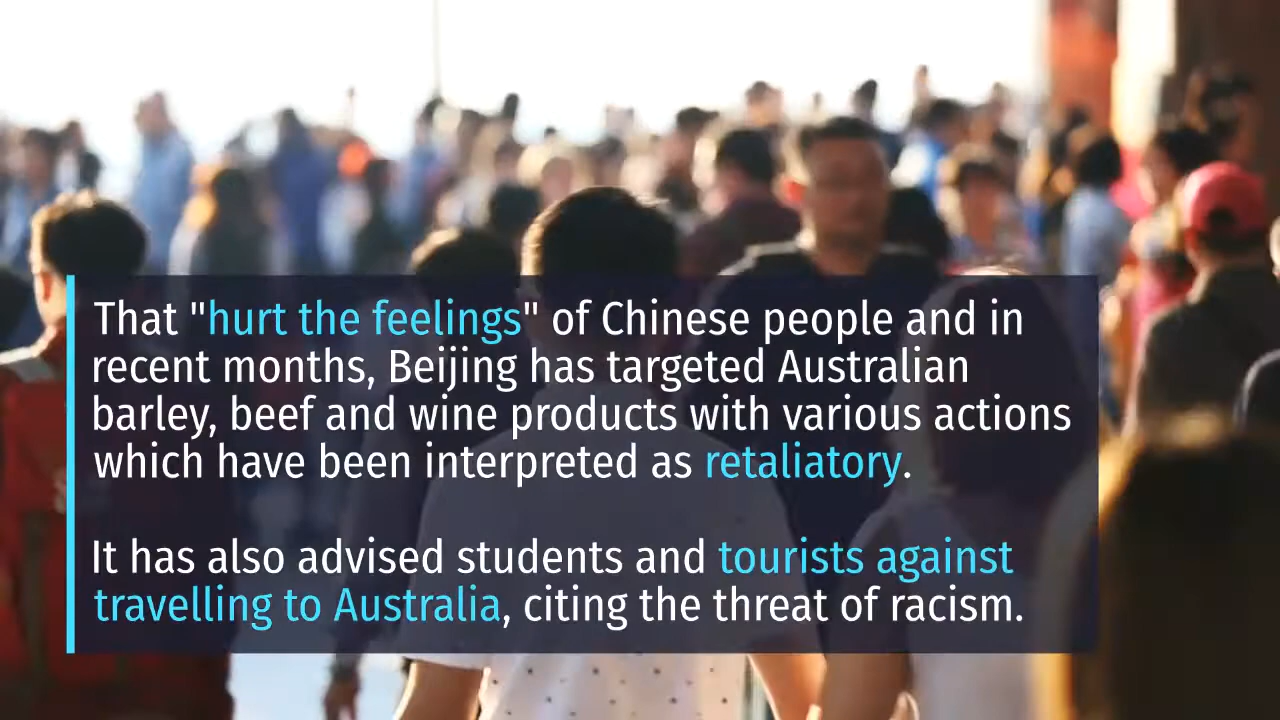 That "hurt the feelings" of Chinese people and in
recent months, Beijing has targeted Australian
barley, beef and wine products with various actions
which have been interpreted as retaliatory.
It has also advised students and tourists against
travelling to Australia, citing the threat of racism.